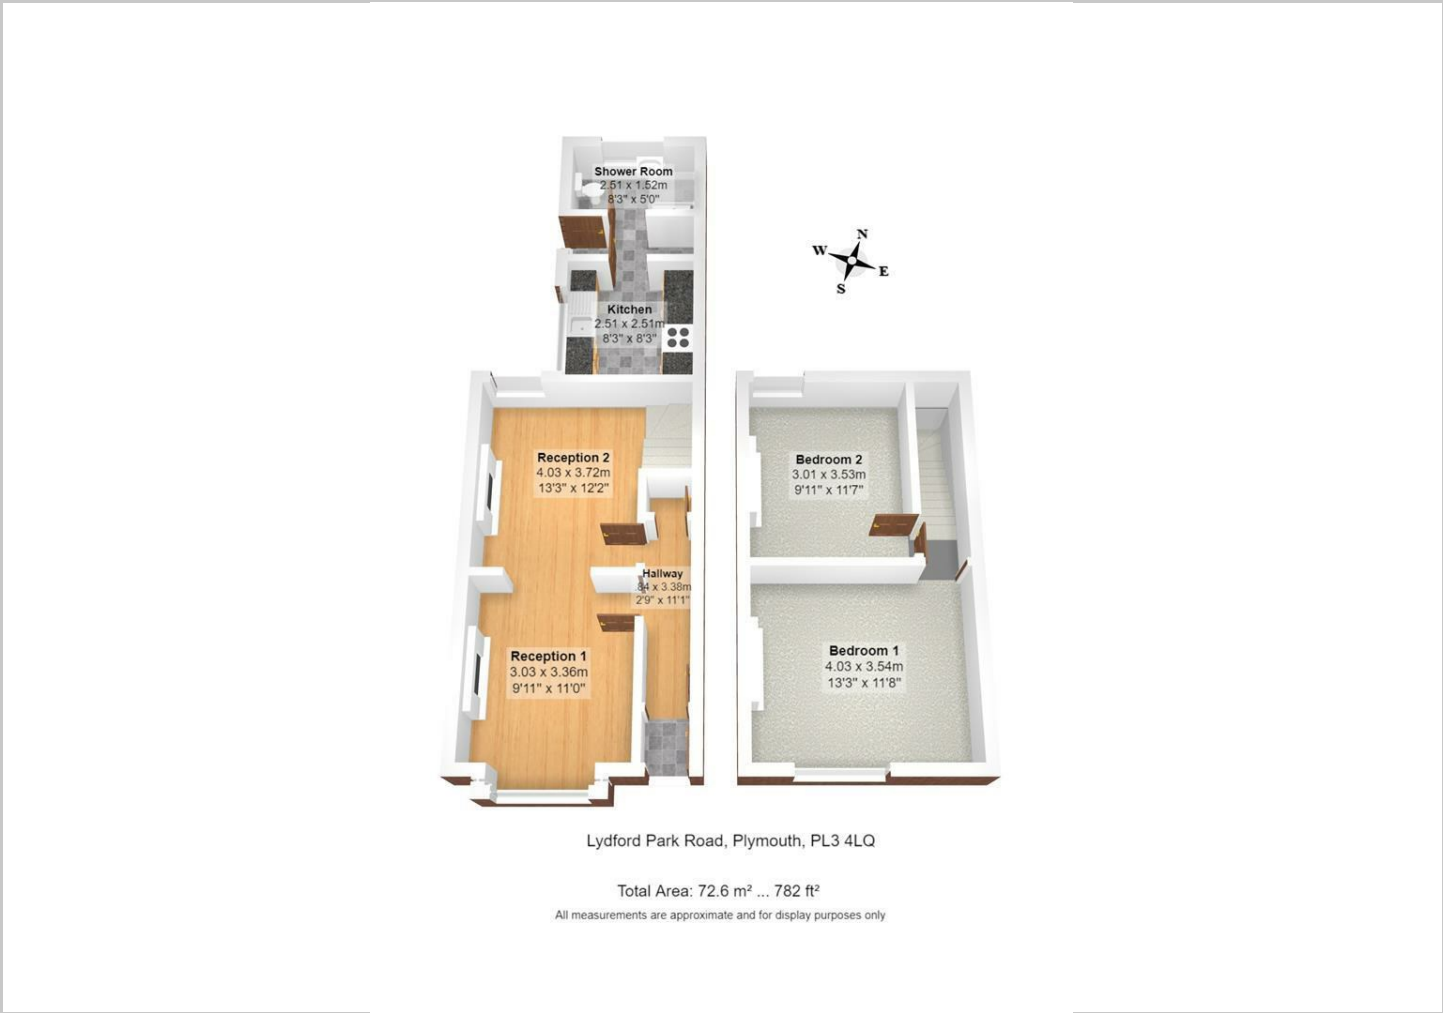 Shower Room
2.51 x 1.52m
8'3" x 5'0"
N
W
E
S
Kitchen
2.51 x 2.51m
8'3" x 8'3"
Reception 2
4.03 x 3.72m
13'3" x 12'2"
Bedroom 2
3.01 x 3.53m
9'11" x 11'7"
Hallway
.84 x 3.38m
2'9" x 11'1"
Reception 1
3.03 x 3.36m
9'11" x 11'0"
Bedroom 1
4.03 x 3.54m
13'3" x 11'8"
Lydford Park Road, Plymouth, PL3 4LQ
Total Area: 72.6 m² ... 782 ft²
All measurements are approximate and for display purposes only